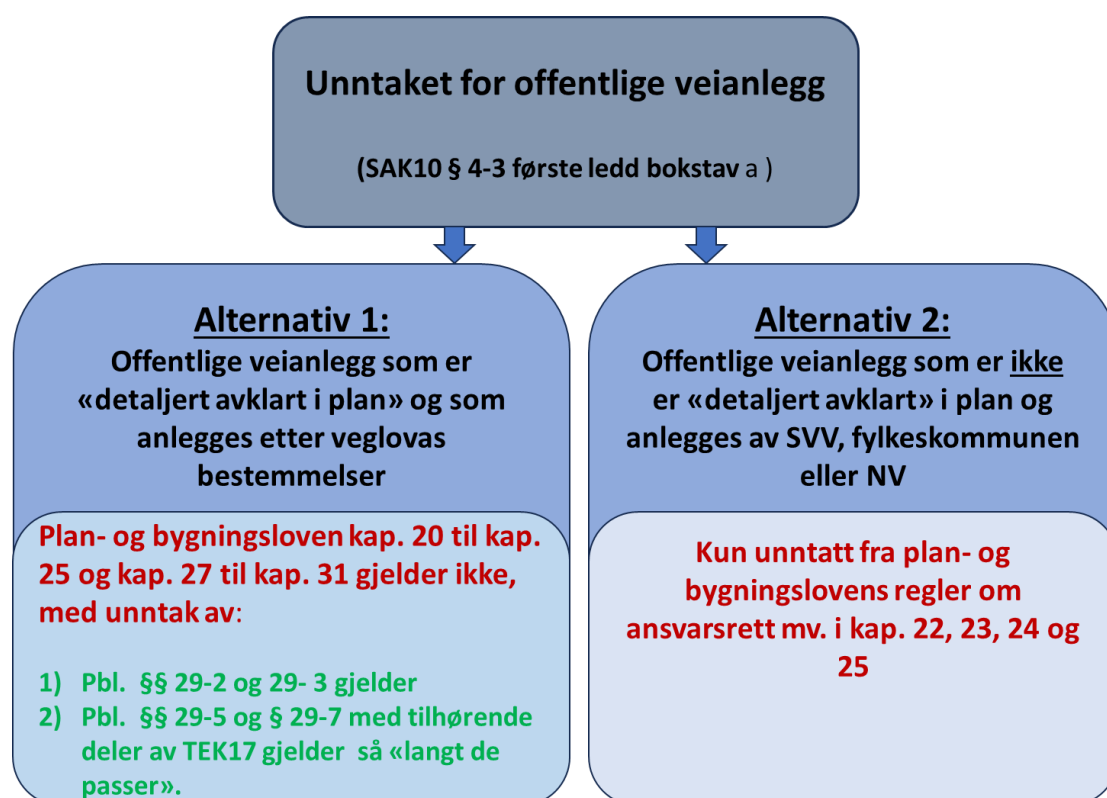 Unntaket for offentlige veianlegg
(SAK10 § 4-3 første ledd bokstav a )
Alternativ 1:
Offentlige veianlegg som er
«detaljert avklart i plan» og som
anlegges etter veglovas
bestemmelser
Plan- og bygningsloven kap. 20 til kap.
25 og kap. 27 til kap. 31 gjelder ikke,
med unntak av:
1) Pbl. §§ 29-2 og 29- 3 gjelder
2) Pbl. §§ 29-5 og § 29-7 med tilhørende
deler av TEK17 gjelder så «langt de
passer».
Alternativ 2:
Offentlige veianlegg som er ikke
er «detaljert avklart» i plan og
anlegges av SVV, fylkeskommunen
eller NV
Kun unntatt fra plan- og
bygningslovens regler om
ansvarsrett mv. i kap. 22, 23, 24 og
25